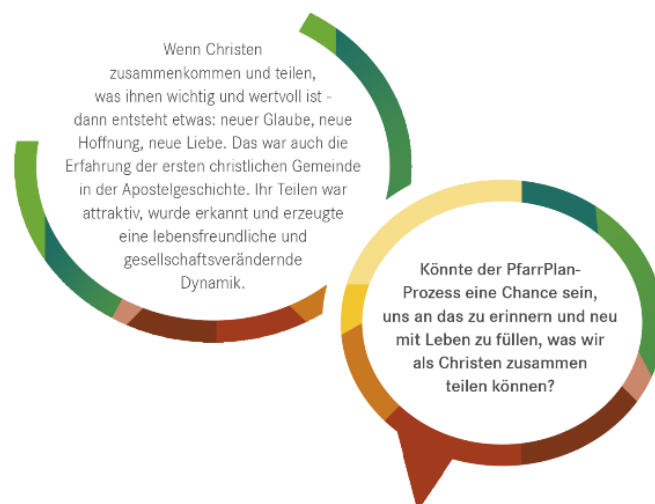 Wenn Christen
zusammenkommen und teilen,
was ihnen wichtig und wertvoll ist -
dann entsteht etwas: neuer Glaube, neue
Hoffnung, neue Liebe. Das war auch die
Erfahrung der ersten christlichen Gemeinde
in der Apostelgeschichte. Ihr Teilen war
attraktiv, wurde erkannt und erzeugte
eine lebensfreundliche und
gesellschaftsverändernde
Dynamik.
Könnte der PfarrPlan-
Prozess eine Chance sein,
uns an das zu erinnern und neu
mit Leben zu füllen, was wir
als Christen zusammen
teilen können?